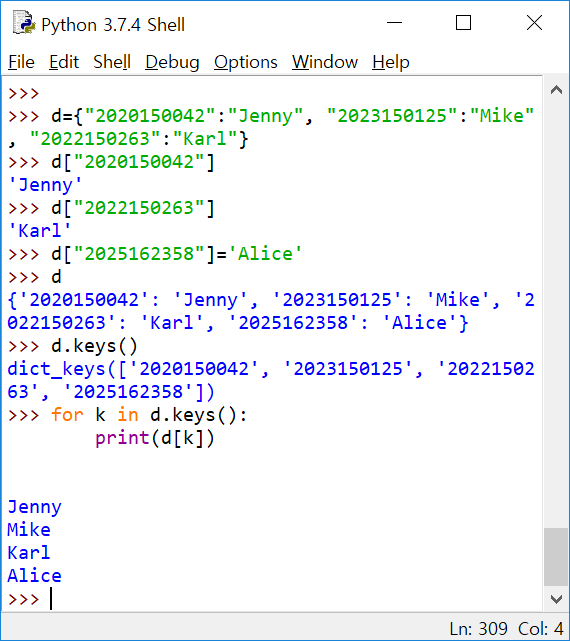 Python 3.7.4 Shell
File Edit Shell Debug Options Window Help
>>>
>>> d={"2020150042":"Jenny", "2023150125":"Mike"
, "2022150263":"Karl"}
>>> d["2020150042"]
'Jenny'
>>> d["2022150263"]
'Karl'
>>> d["2025162358"]='Alice'
>>> d
{'2020150042': 'Jenny', '2023150125': 'Mike', '2
022150263': 'Karl', '2025162358': 'Alice'}
>>> d.keys()
dict_keys(['2020150042', '2023150125', '20221502
63', '2025162358'])
>>> for k in d.keys():
        print(d[k])
Jenny
Mike
Karl
Alice
>>>
Ln: 309 Col: 4